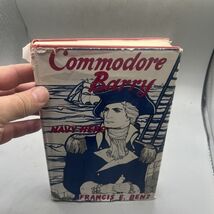 Commodore
Barry
NAVY HERO
FRANCIS E. BENZ